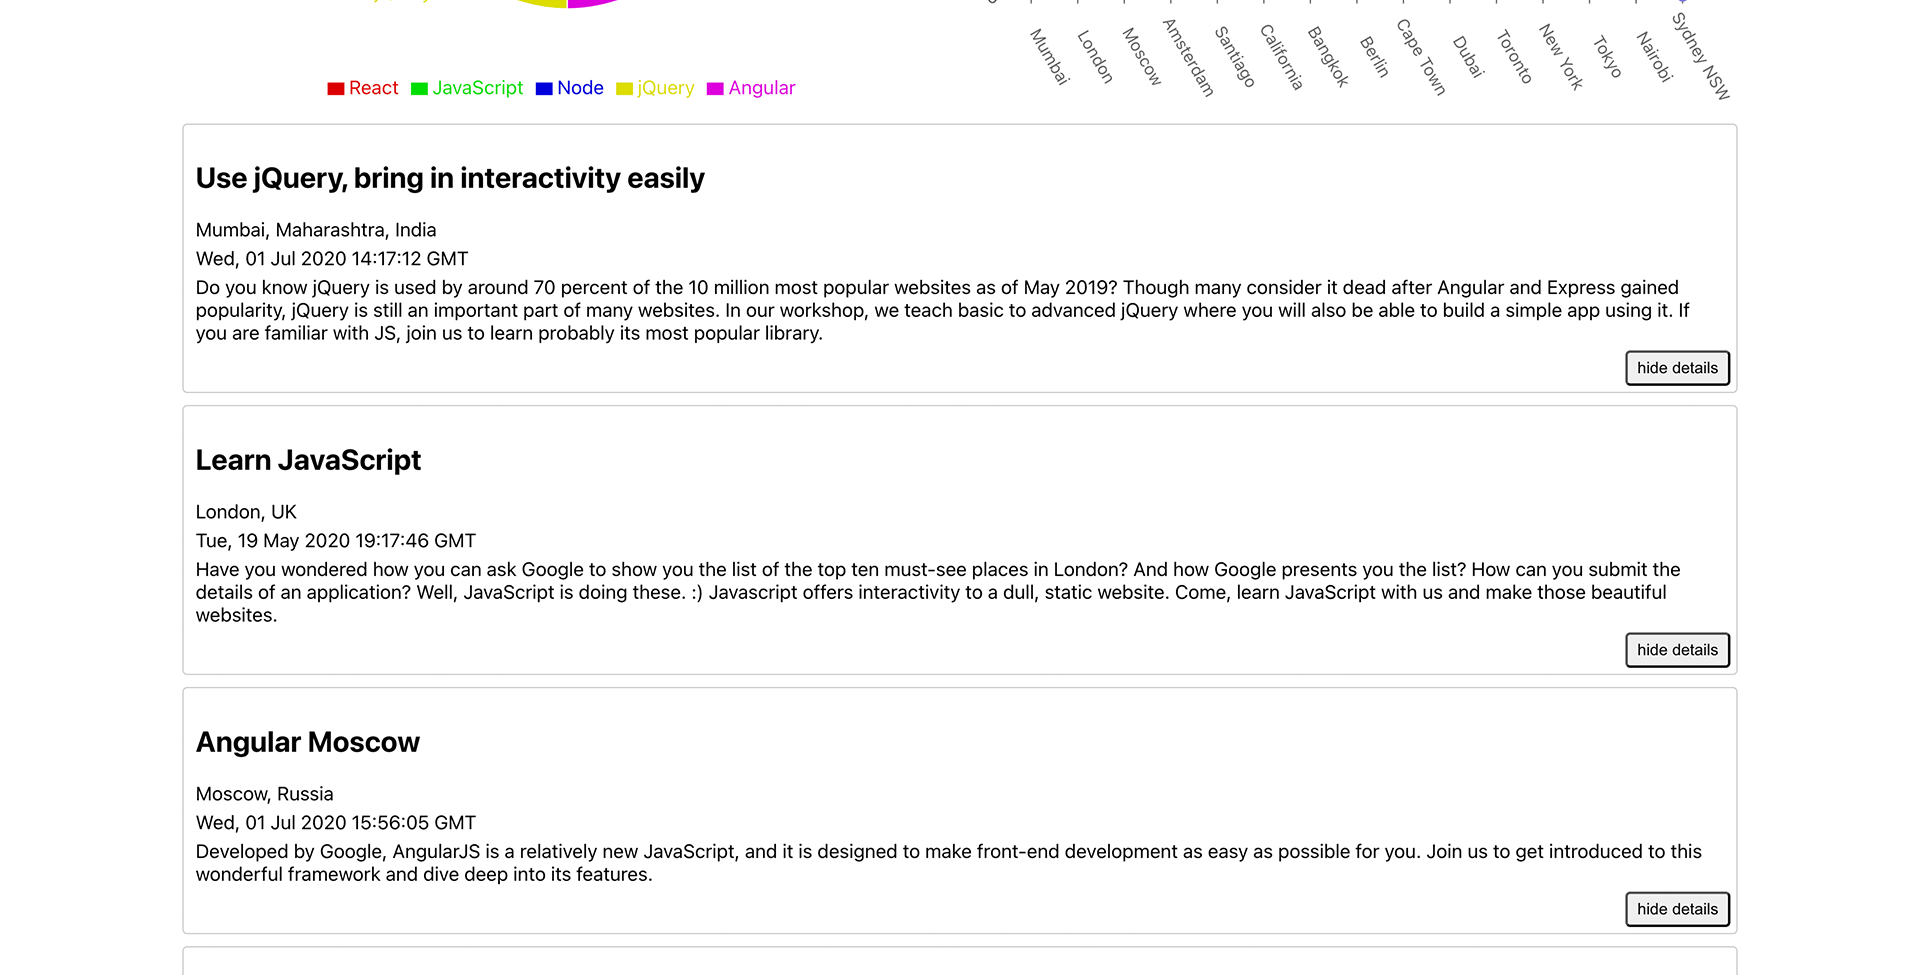 Mumbai
London
Moscow
Amsterdam
Santiago
California
Bangkok
Berlin
Cape Town
Dubai
Toronto
New York
Tokyo
Nairobi
Sydney NSW
React JavaScript Node jQuery Angular
Use jQuery, bring in interactivity easily
Mumbai, Maharashtra, India
Wed, 01 Jul 2020 14:17:12 GMT
Do you know jQuery is used by around 70 percent of the 10 million most popular websites as of May 2019? Though many consider it dead after Angular and Express gained
popularity, jQuery is still an important part of many websites. In our workshop, we teach basic to advanced jQuery where you will also be able to build a simple app using it. If
you are familiar with JS, join us to learn probably its most popular library.
hide details
Learn JavaScript
London, UK
Tue, 19 May 2020 19:17:46 GMT
Have you wondered how you can ask Google to show you the list of the top ten must-see places in London? And how Google presents you the list? How can you submit the
details of an application? Well, JavaScript is doing these. :) Javascript offers interactivity to a dull, static website. Come, learn JavaScript with us and make those beautiful
websites.
hide details
Angular Moscow
Moscow, Russia
Wed, 01 Jul 2020 15:56:05 GMT
Developed by Google, AngularJS is a relatively new JavaScript, and it is designed to make front-end development as easy as possible for you. Join us to get introduced to this
wonderful framework and dive deep into its features.
hide details